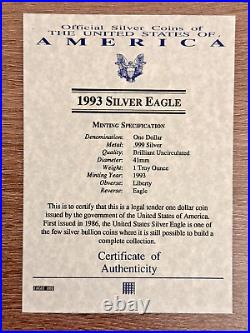 Official Silver Coins of
THE UNITED STATES OF
AMERICA
1993 SILVER EAGLE
MINTING SPECIFICATION
Denomination: One Dollar
Metal: .999 Silver
Quality: Brilliant Uncirculated
Diameter: 41mm
Weight: 1 Troy Ounce
Minting Year: 1993
Obverse: Liberty
Reverse: Eagle
This is to certify that this is a legal tender one dollar coin
issued by the government of the United States of America.
First issued in 1986, the United States Silver Eagle is one of
the few silver bullion coins where it is still possible to build a
complete collection.
Certificate of
Authenticity